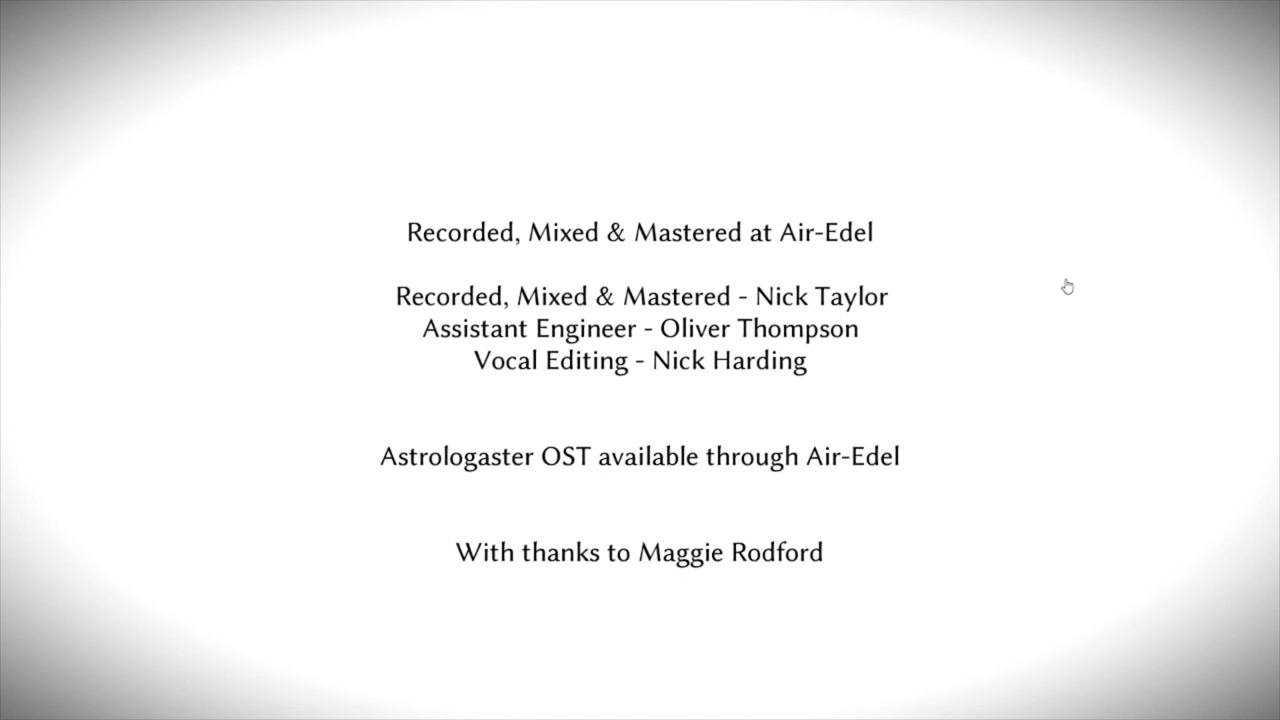 Recorded, Mixed & Mastered at Air-Edel
Recorded, Mixed & Mastered - Nick Taylor
Assistant Engineer - Oliver Thompson
Vocal Editing - Nick Harding
Astrologaster OST available through Air-Edel
With thanks to Maggie Rodford